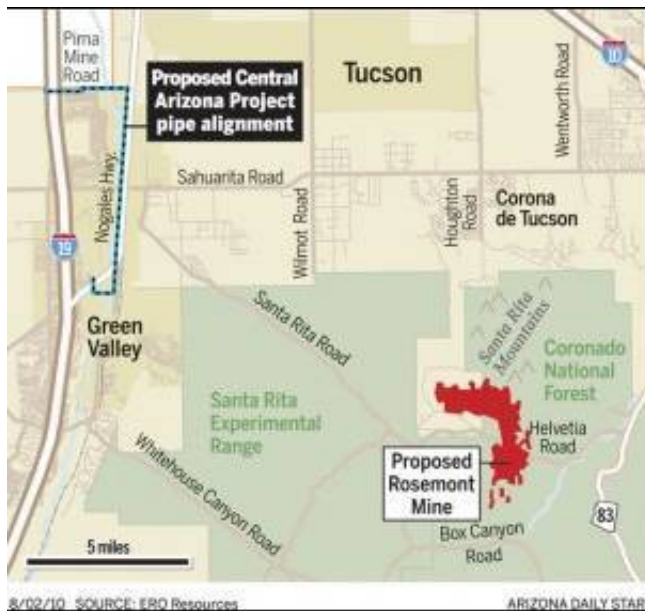 Pima
Mine
Road
Proposed Central
Arizona Project
pipe alignment
Tucson
10
Wentworth Road
Nogales Hwy.
Sahuarita Road
Wilmot Road
Houghton
Road
Corona
de Tucson
19
Green
Valley
Santa Rita Road
Santa Rita
Mountains
Coronado
National
Forest
Santa Rita
Experimental
Range
Helvetia
Road
Whitehouse Canyon Road
Proposed
Rosemont
Mine
83
Box Canyon
Road
5 miles
8/02/10 SOURCE: ERO Resources
ARIZONA DAILY STAR